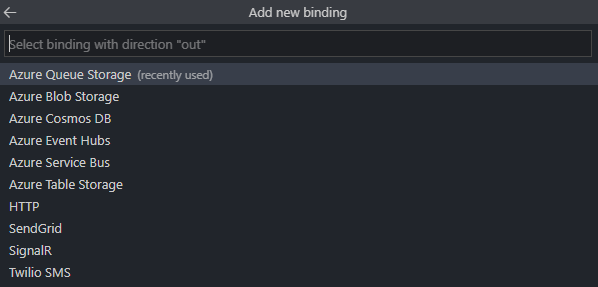 Add new binding
Select binding with direction "out"
Azure Queue Storage (recently used)
Azure Blob Storage
Azure Cosmos DB
Azure Event Hubs
Azure Service Bus
Azure Table Storage
HTTP
SendGrid
SignalR
Twilio SMS